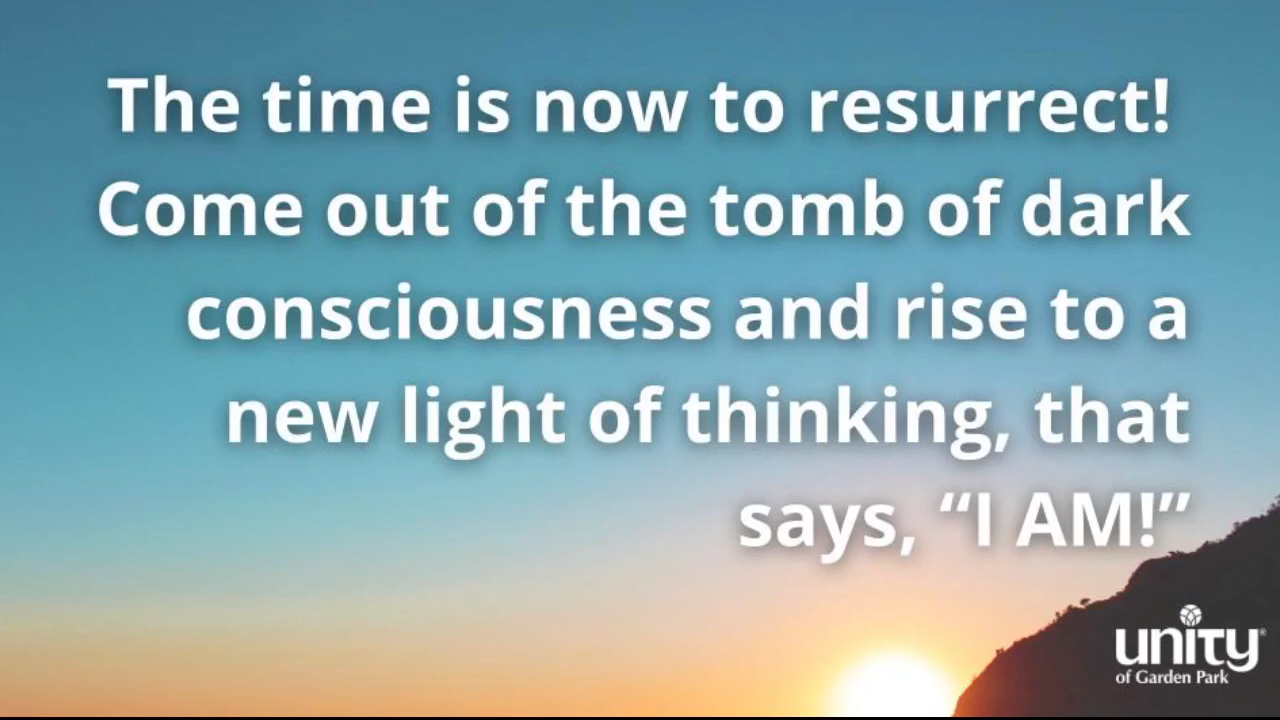 The time is now to resurrect!
Come out of the tomb of dark
consciousness and rise to a
new light of thinking, that
says, “I AM!”
unity®
of Garden Park